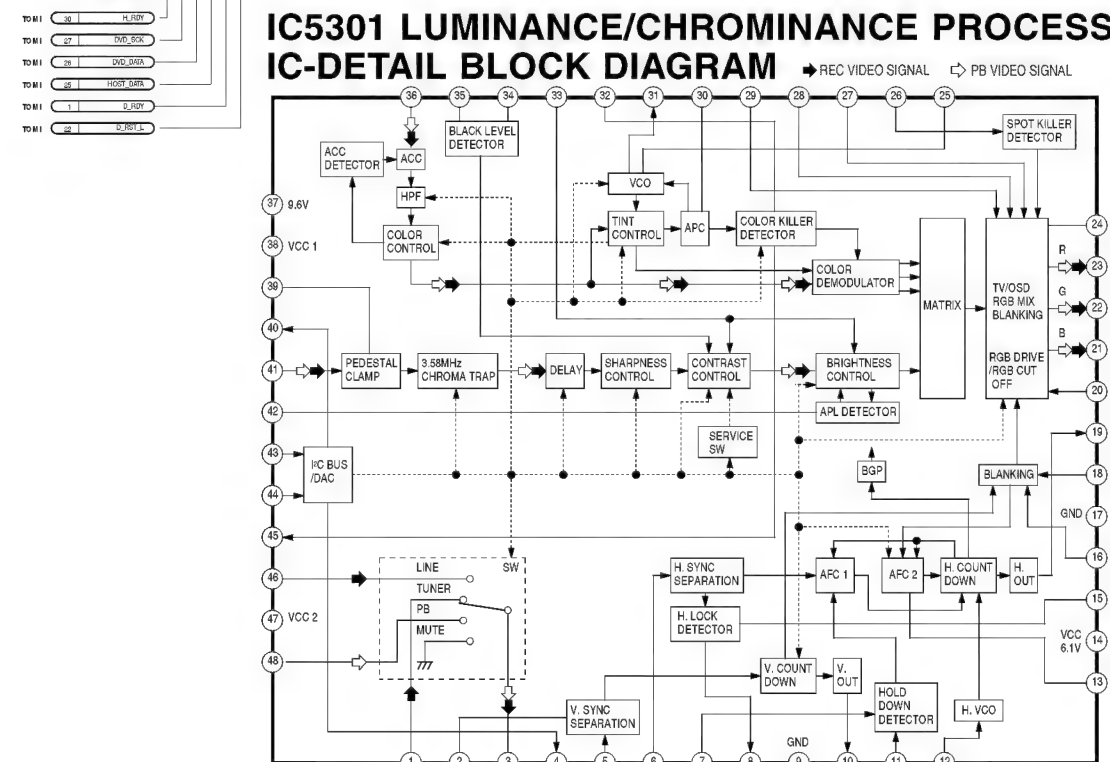 TO M I 30 H_RDY
TO M I 27 DVD_SCK
TO M I 26 DVD_DATA
TO M I 25 HOST_DATA
TO M I 1 D_RDY
TO M I 22 D_RST_L
IC5301 LUMINANCE/CHROMINANCE PROCESS
IC-DETAIL BLOCK DIAGRAM
REC VIDEO SIGNAL
PB VIDEO SIGNAL
36 35 34 33 32 31 30 29 28 27 26 25
BLACK LEVEL
DETECTOR
SPOT KILLER
DETECTOR
ACC
DETECTOR
ACC
HPF
COLOR
CONTROL
VCO
TINT
CONTROL
APC
COLOR KILLER
DETECTOR
COLOR
DEMODULATOR
MATRIX
TV/OSD
RGB MIX
BLANKING
RGB DRIVE
/RGB CUT
OFF
37 9.6V
38 VCC 1
39
40
41
42
43
44
45
46
47 VCC 2
48
24
R 23
G 22
B 21
20
19
18
GND 17
16
15
VCC
6.1V
14
13
PEDESTAL
CLAMP
3.58MHz
CHROMA TRAP
DELAY
SHARPNESS
CONTROL
CONTRAST
CONTROL
BRIGHTNESS
CONTROL
APL DETECTOR
SERVICE
SW
I²C BUS
/DAC
BGP
BLANKING
LINE
SW
TUNER
PB
MUTE
H. SYNC
SEPARATION
AFC 1
AFC 2
H. COUNT
DOWN
H.
OUT
H. LOCK
DETECTOR
V. COUNT
DOWN
V.
OUT
HOLD
DOWN
DETECTOR
H. VCO
V. SYNC
SEPARATION
GND
1 2 3 4 5 6 7 8 9 10 11 12